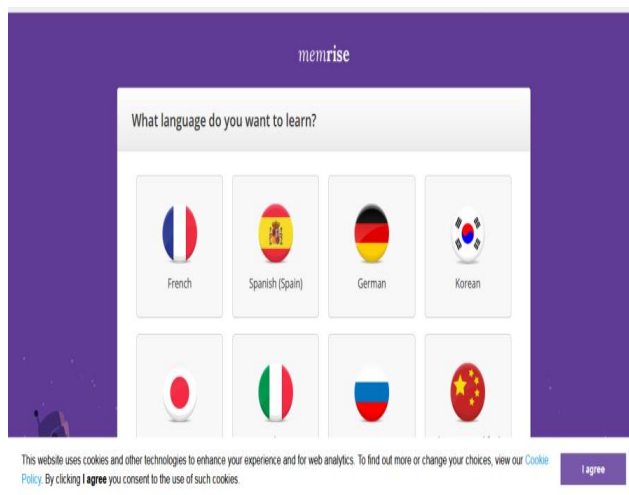 memrise
What language do you want to learn?
French
Spanish (Spain)
German
Korean
This website uses cookies and other technologies to enhance your experience and for web analytics. To find out more or change your choices, view our Cookie
Policy. By clicking I agree you consent to the use of such cookies.
I agree